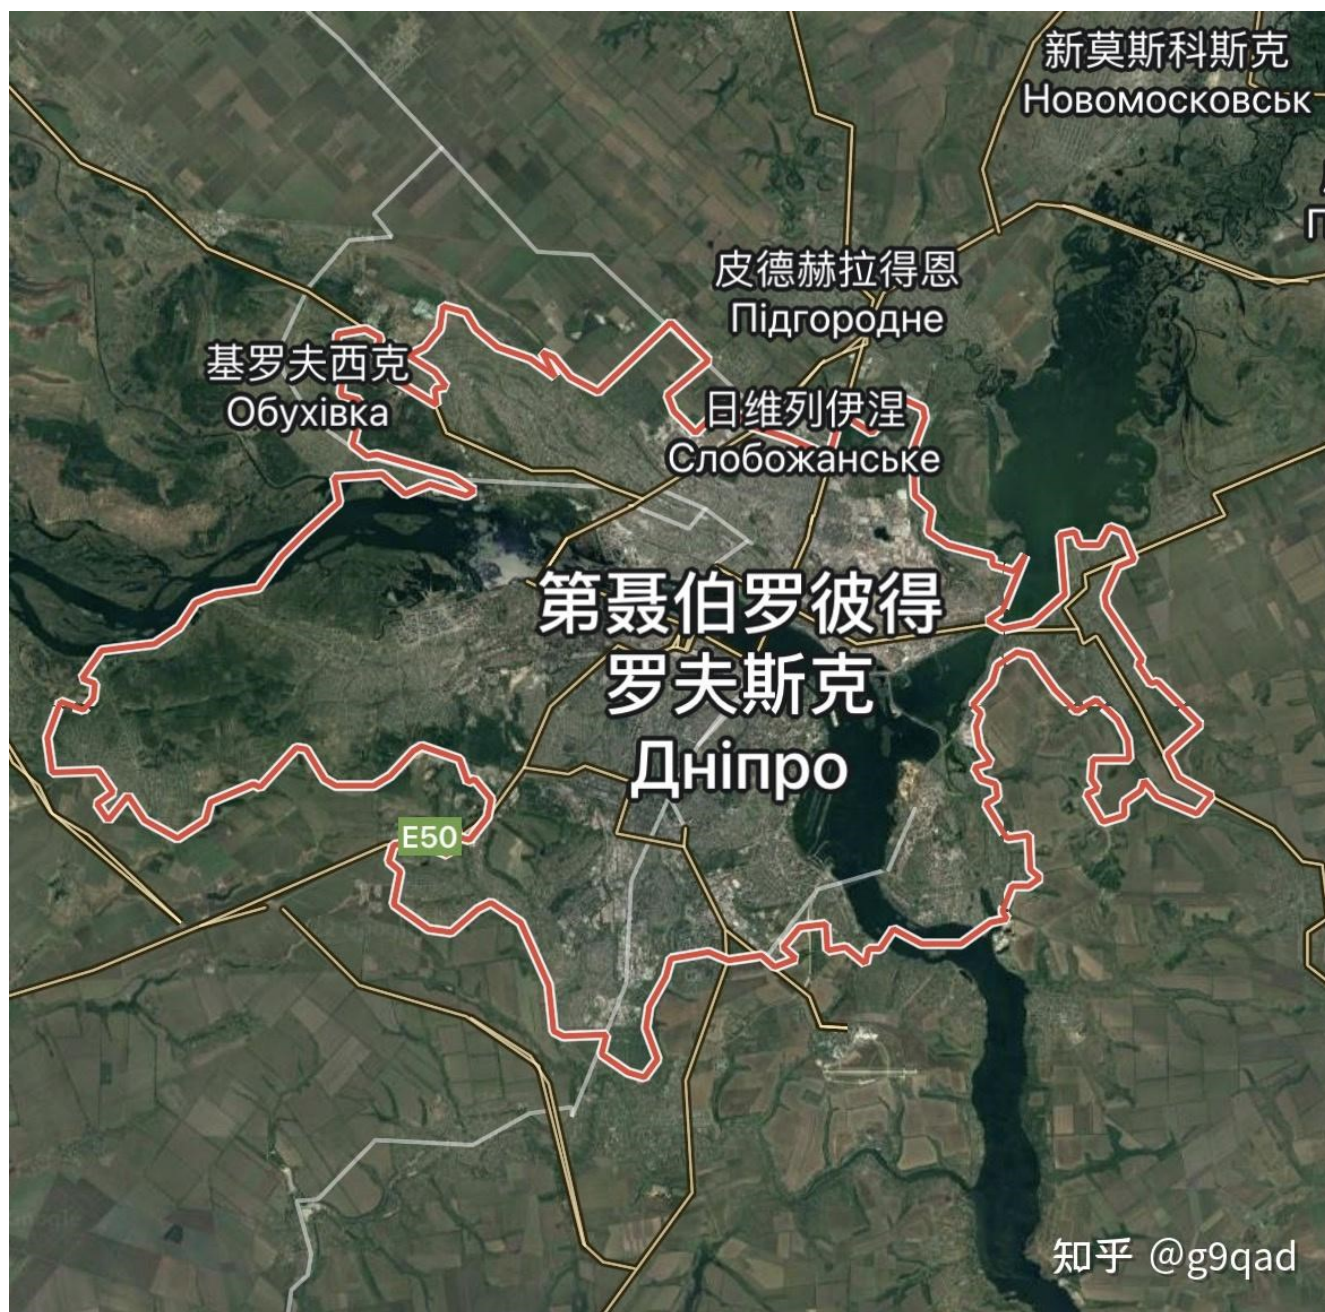 新莫斯科斯克
Новомосковськ
皮德赫拉得恩
Підгородне
基罗夫西克
Обухівка
日维列伊涅
Слобожанське
第聂伯罗彼得
罗夫斯克
Дніпро
E50
知乎 @g9qad